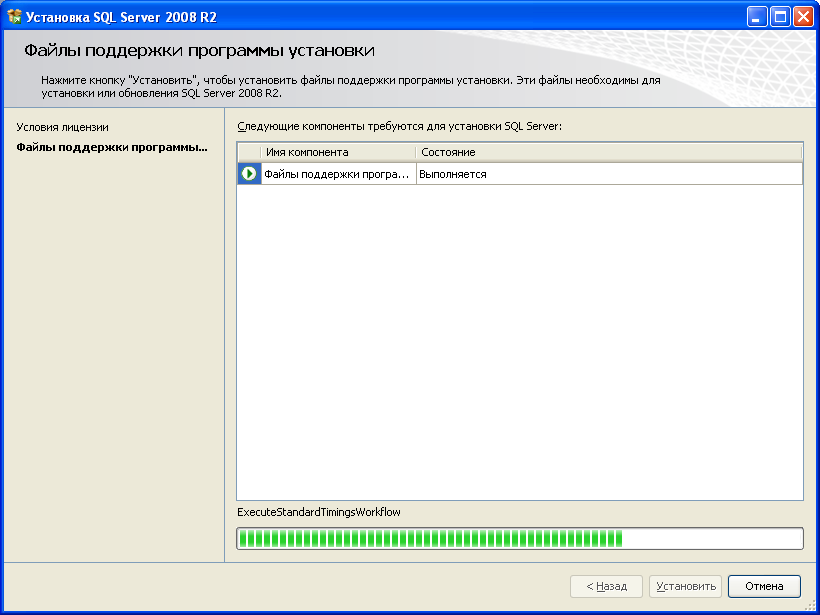 Установка SQL Server 2008 R2
Файлы поддержки программы установки
Нажмите кнопку "Установить", чтобы установить файлы поддержки программы установки. Эти файлы необходимы для
установки или обновления SQL Server 2008 R2.
Условия лицензии
Файлы поддержки программы...
Следующие компоненты требуются для установки SQL Server:
Имя компонента Состояние
Файлы поддержки програ... Выполняется
ExecuteStandardTimingsWorkflow
< Назад Установить Отмена